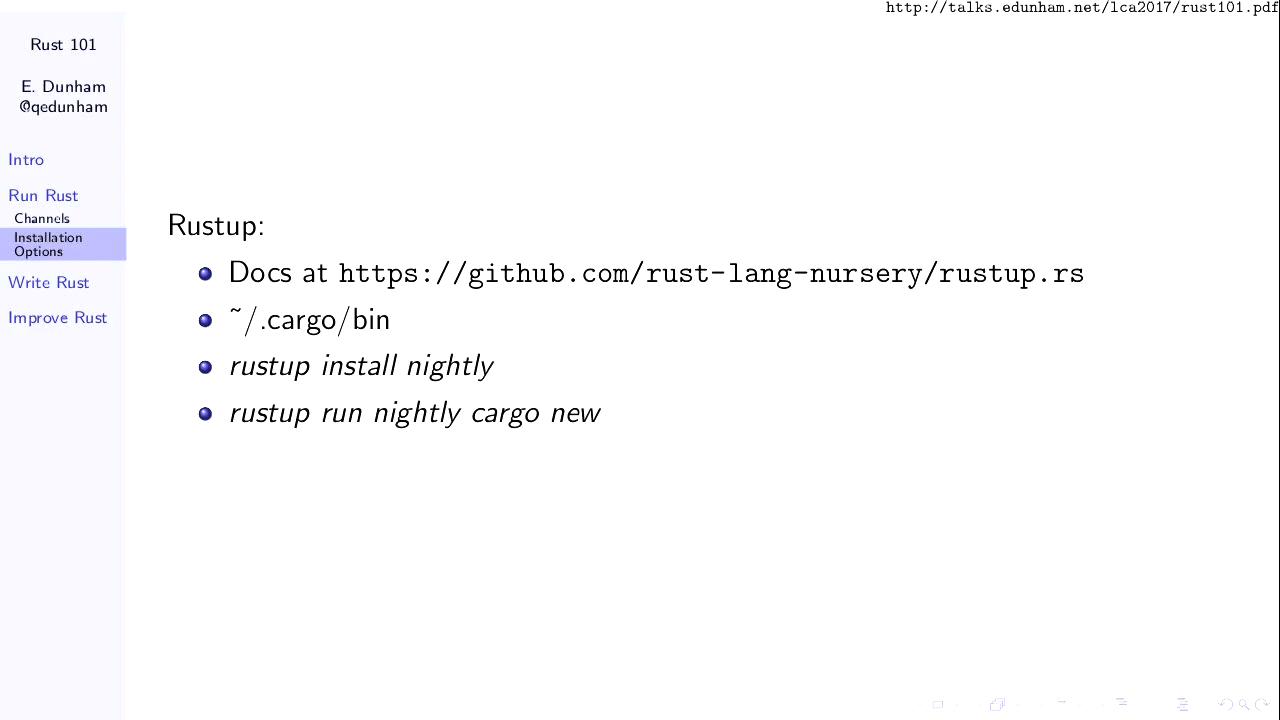 http://talks.edunham.net/lca2017/rust101.pdf
Rust 101
E. Dunham
@qedunham
Intro
Run Rust
Channels
Installation
Options
Write Rust
Improve Rust
Rustup:
Docs at https://github.com/rust-lang-nursery/rustup.rs
~/.cargo/bin
rustup install nightly
rustup run nightly cargo new